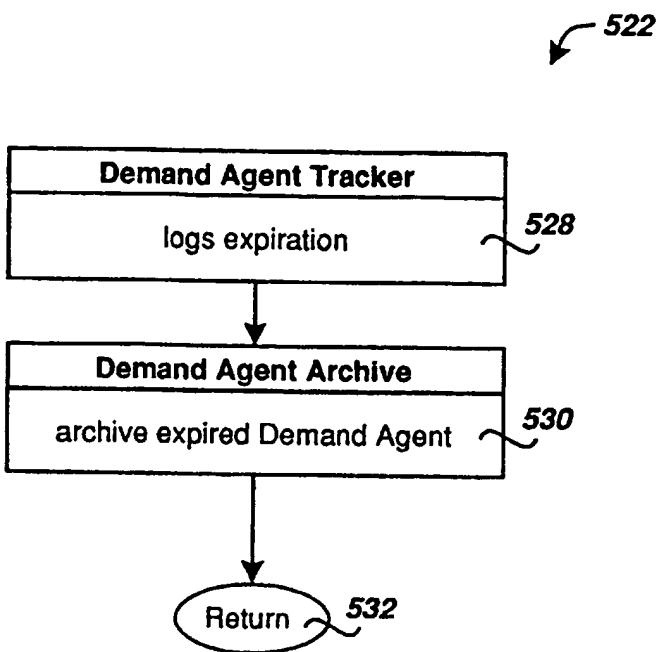 522
Demand Agent Tracker
logs expiration
528
Demand Agent Archive
archive expired Demand Agent
530
Return
532